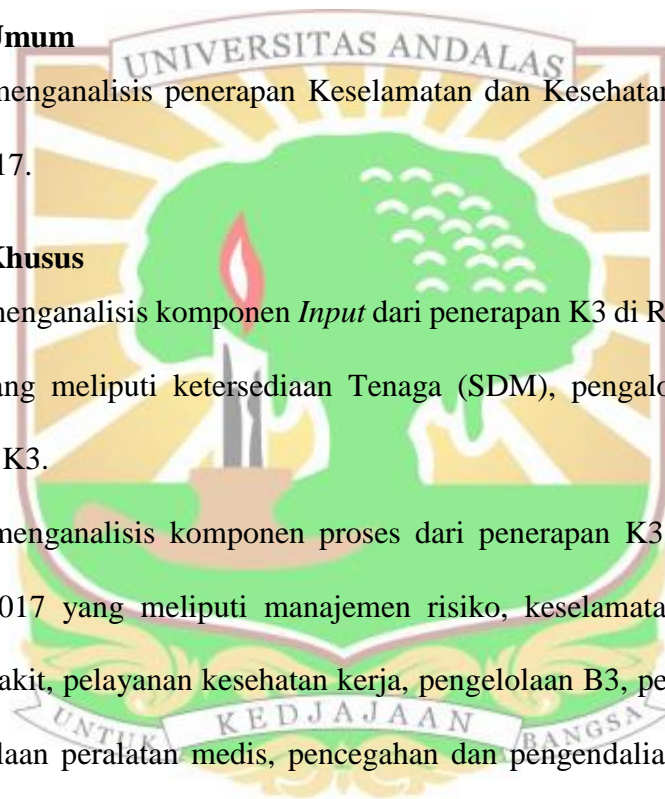 Umum
UNIVERSITAS ANDALAS
menganalisis penerapan Keselamatan dan Kesehatan
17.
Khusus
menganalisis komponen Input dari penerapan K3 di R
ang meliputi ketersediaan Tenaga (SDM), pengalo
K3.
menganalisis komponen proses dari penerapan K3
017 yang meliputi manajemen risiko, keselamata
akit, pelayanan kesehatan kerja, pengelolaan B3, pe
laan peralatan medis, pencegahan dan pengendalia
UNTUK KEDJAJAAN BANGSA